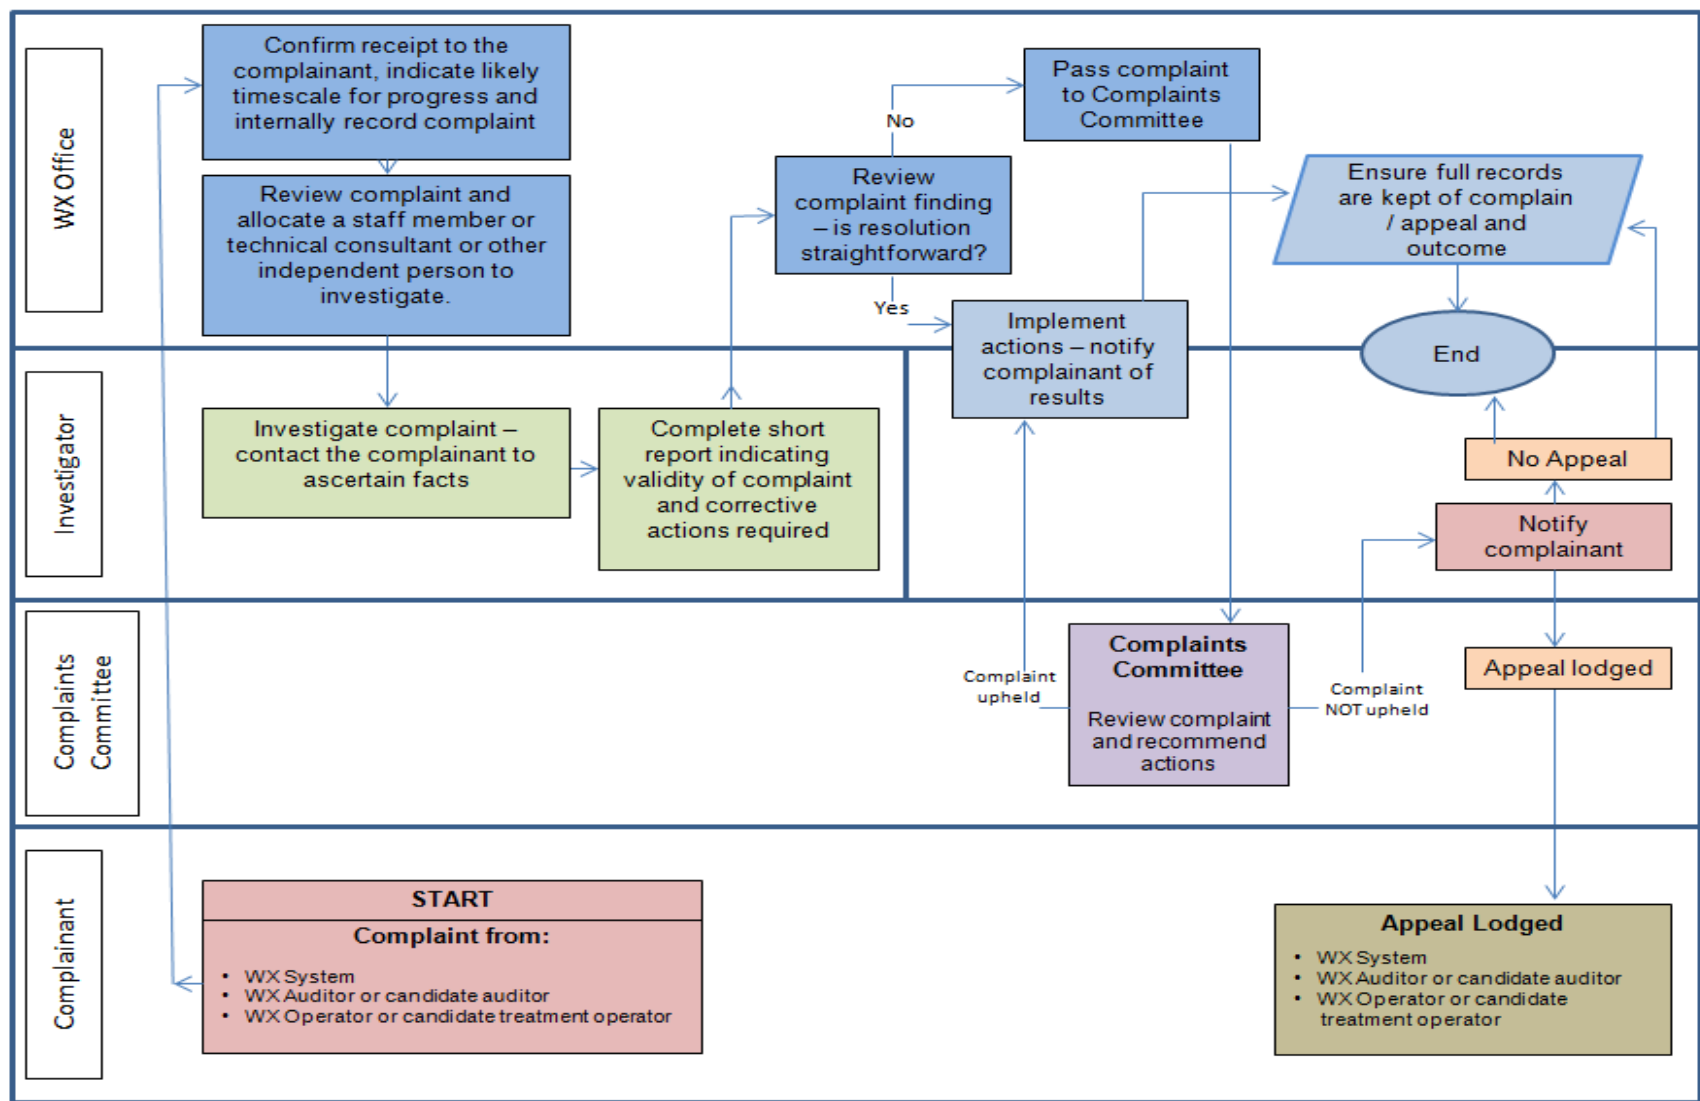 WX Office
Confirm receipt to the
complainant, indicate likely
timescale for progress and
internally record complaint
Review complaint and
allocate a staff member or
technical consultant or other
independent person to
investigate.
Review
complaint finding
– is resolution
straightforward?
No
Yes
Pass complaint
to Complaints
Committee
Implement
actions – notify
complainant of
results
Ensure full records
are kept of complain
/ appeal and
outcome
End
Investigator
Investigate complaint –
contact the complainant to
ascertain facts
Complete short
report indicating
validity of complaint
and corrective
actions required
No Appeal
Notify
complainant
Complaints
Committee
Complaint
upheld
Complaints
Committee
Review complaint
and recommend
actions
Complaint
NOT upheld
Appeal lodged
Complainant
START
Complaint from:
• WX System
• WX Auditor or candidate auditor
• WX Operator or candidate treatment operator
Appeal Lodged
• WX System
• WX Auditor or candidate auditor
• WX Operator or candidate
treatment operator